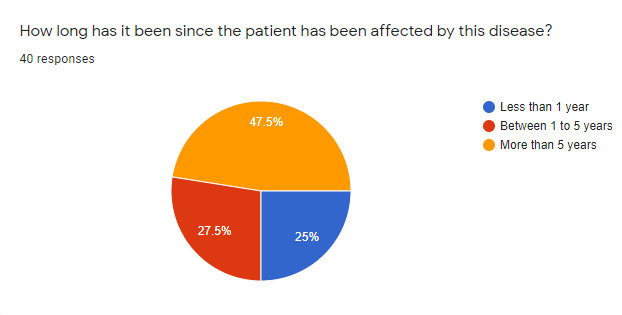 How long has it been since the patient has been affected by this disease?
40 responses
47.5%
27.5%
25%
Less than 1 year
Between 1 to 5 years
More than 5 years